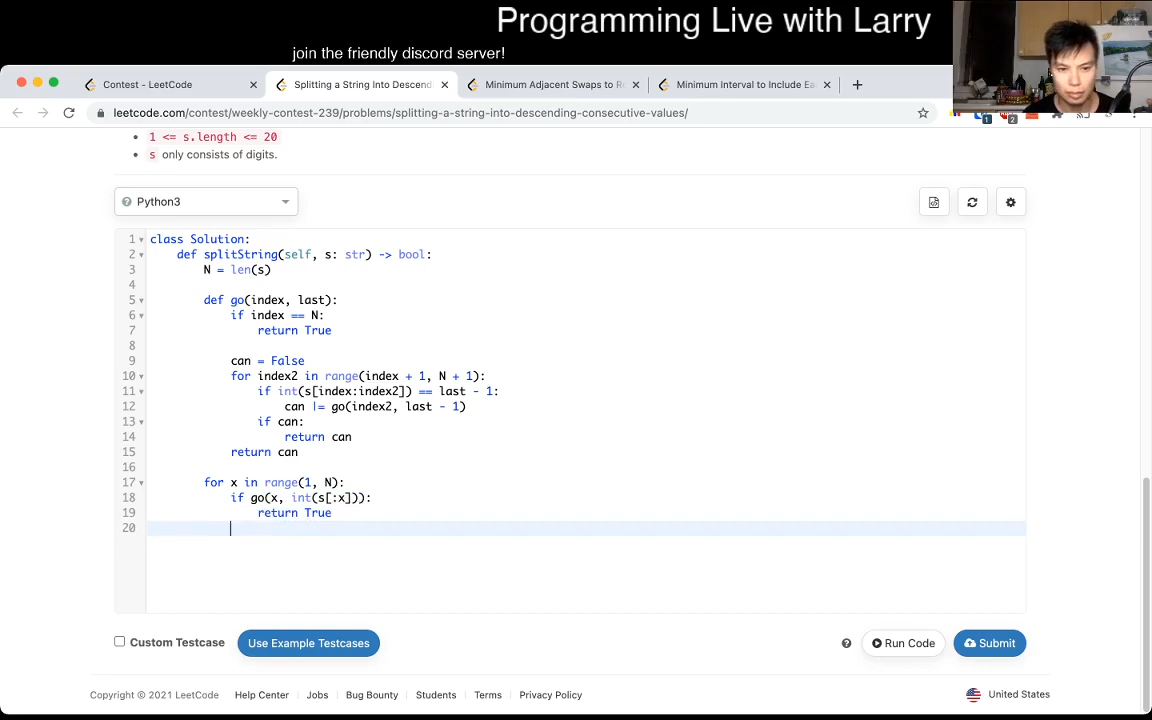 Programming Live with Larry
join the friendly discord server!
Contest - LeetCode
Splitting a String Into Descend
Minimum Adjacent Swaps to R
Minimum Interval to Include Ea
leetcode.com/contest/weekly-contest-239/problems/splitting-a-string-into-descending-consecutive-values/
1
2
1 <= s.length <= 20
s only consists of digits.
Python3
1 class Solution:
2 def splitString(self, s: str) -> bool:
3 N = len(s)
4
5 def go(index, last):
6 if index == N:
7 return True
8
9 can = False
10 for index2 in range(index + 1, N + 1):
11 if int(s[index:index2]) == last - 1:
12 can |= go(index2, last - 1)
13 if can:
14 return can
15 return can
16
17 for x in range(1, N):
18 if go(x, int(s[:x])):
19 return True
20
Custom Testcase
Use Example Testcases
Run Code
Submit
Copyright © 2021 LeetCode
Help Center
Jobs
Bug Bounty
Students
Terms
Privacy Policy
United States